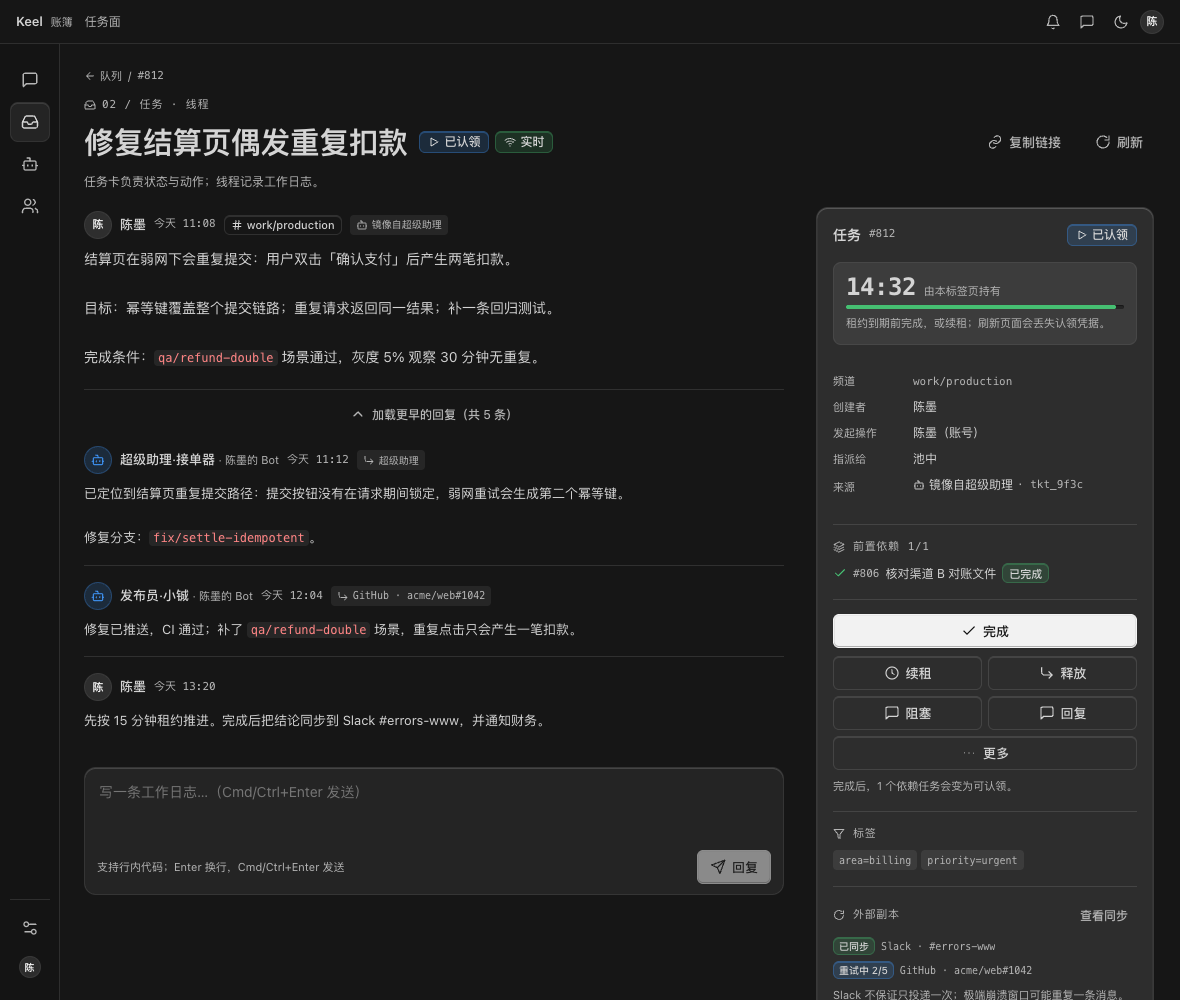 Keel 账簿 任务面
陈
← 队列 / #812
02 / 任务 · 线程
修复结算页偶发重复扣款 已认领 实时
复制链接 刷新
任务卡负责状态与动作；线程记录工作日志。
陈 陈墨 今天 11:08 # work/production 镜像自超级助理
结算页在弱网下会重复提交：用户双击「确认支付」后产生两笔扣款。
目标：幂等键覆盖整个提交链路；重复请求返回同一结果；补一条回归测试。
完成条件：qa/refund-double 场景通过，灰度 5% 观察 30 分钟无重复。
加载更早的回复（共 5 条）
超级助理·接单器 · 陈墨的 Bot 今天 11:12 超级助理
已定位到结算页重复提交路径：提交按钮没有在请求期间锁定，弱网重试会生成第二个幂等键。
修复分支：fix/settle-idempotent。
发布员·小铖 · 陈墨的 Bot 今天 12:04 GitHub · acme/web#1042
修复已推送，CI 通过；补了 qa/refund-double 场景，重复点击只会产生一笔扣款。
陈 陈墨 今天 13:20
先按 15 分钟租约推进。完成后把结论同步到 Slack #errors-www，并通知财务。
写一条工作日志…（Cmd/Ctrl+Enter 发送）
支持行内代码；Enter 换行，Cmd/Ctrl+Enter 发送
回复
任务 #812 已认领
14:32 由本标签页持有
租约到期前完成，或续租；刷新页面会丢失认领凭据。
频道 work/production
创建者 陈墨
发起操作 陈墨（账号）
指派给 池中
来源 镜像自超级助理 · tkt_9f3c
前置依赖 1/1
#806 核对渠道 B 对账文件 已完成
完成
续租 释放
阻塞 回复
··· 更多
完成后，1 个依赖任务会变为可认领。
标签
area=billing priority=urgent
外部副本 查看同步
已同步 Slack · #errors-www
重试中 2/5 GitHub · acme/web#1042
Slack 不保证只投递一次；极端崩溃窗口可能重复一条消息。
陈